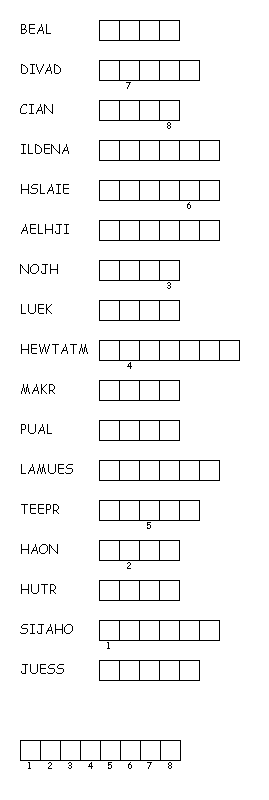 BEAL
DIVAD
7
CIAN
8
ILDENA
HSLAIE
6
AELHJI
NOJH
3
LUEK
HEWTATM
4
MAKR
PUAL
LAMUES
TEEPR
5
HAON
2
HUTR
SIJAHO
1
JUESS
1 2 3 4 5 6 7 8